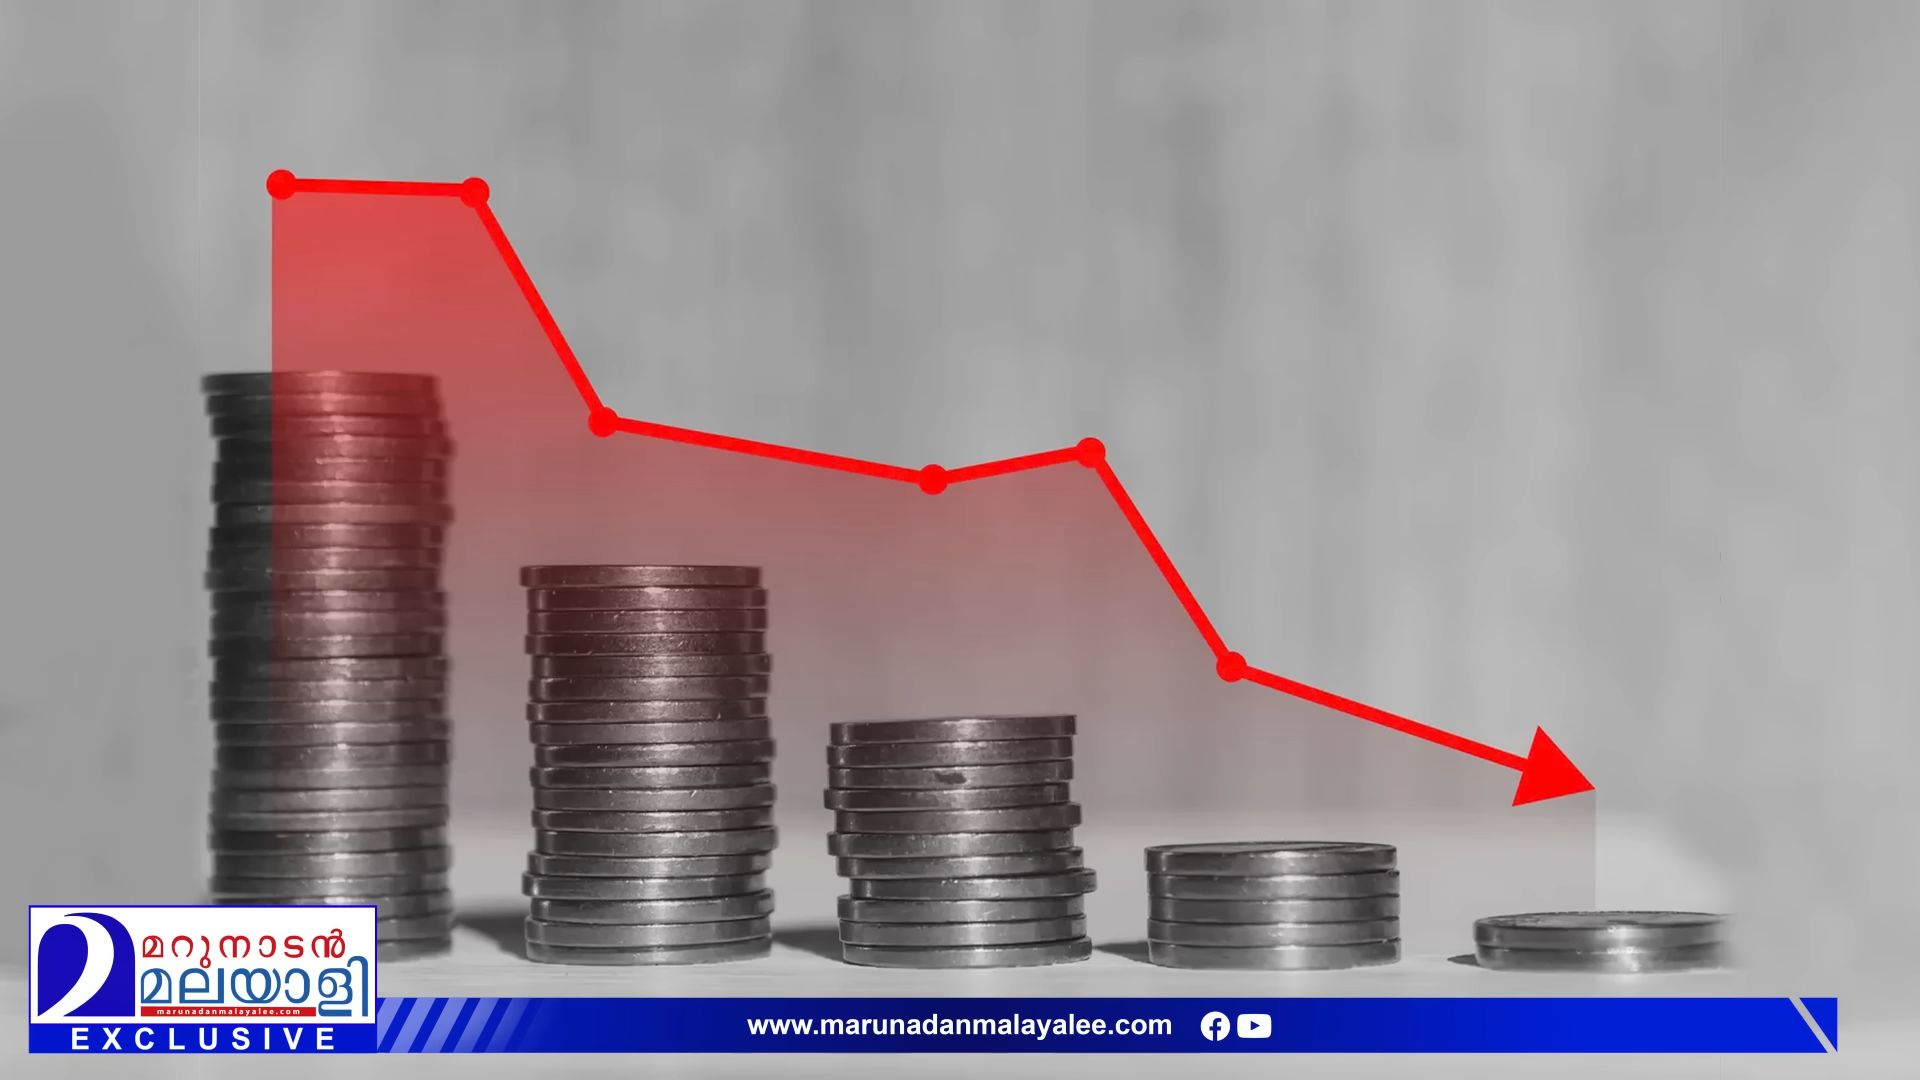 മറുനാടൻ
മലയാളി
marunadanmalayalee.com
EXCLUSIVE
www.marunadanmalayalee.com